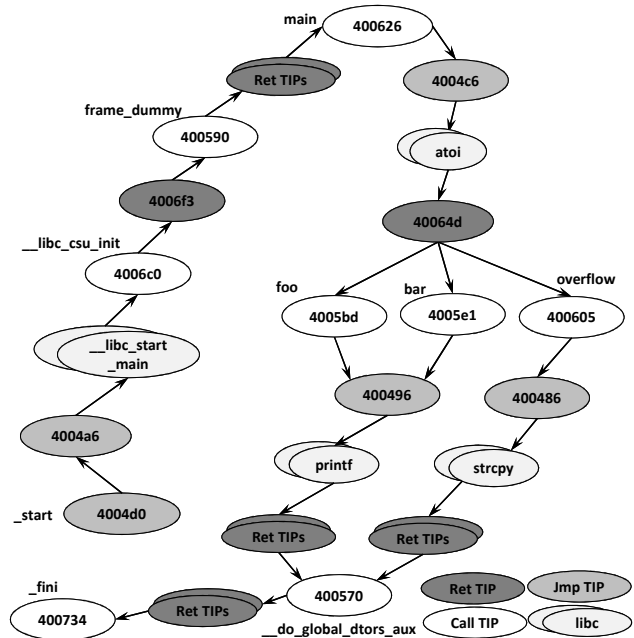 main
400626
Ret TIPs
4004c6
frame_dummy
400590
atoi
4006f3
40064d
__libc_csu_init
4006c0
foo
bar
overflow
4005bd
4005e1
400605
__libc_start
_main
400496
400486
4004a6
printf
strcpy
_start
4004d0
Ret TIPs
Ret TIPs
_fini
400734
Ret TIPs
400570
__do_global_dtors_aux
Ret TIP
Jmp TIP
Call TIP
libc